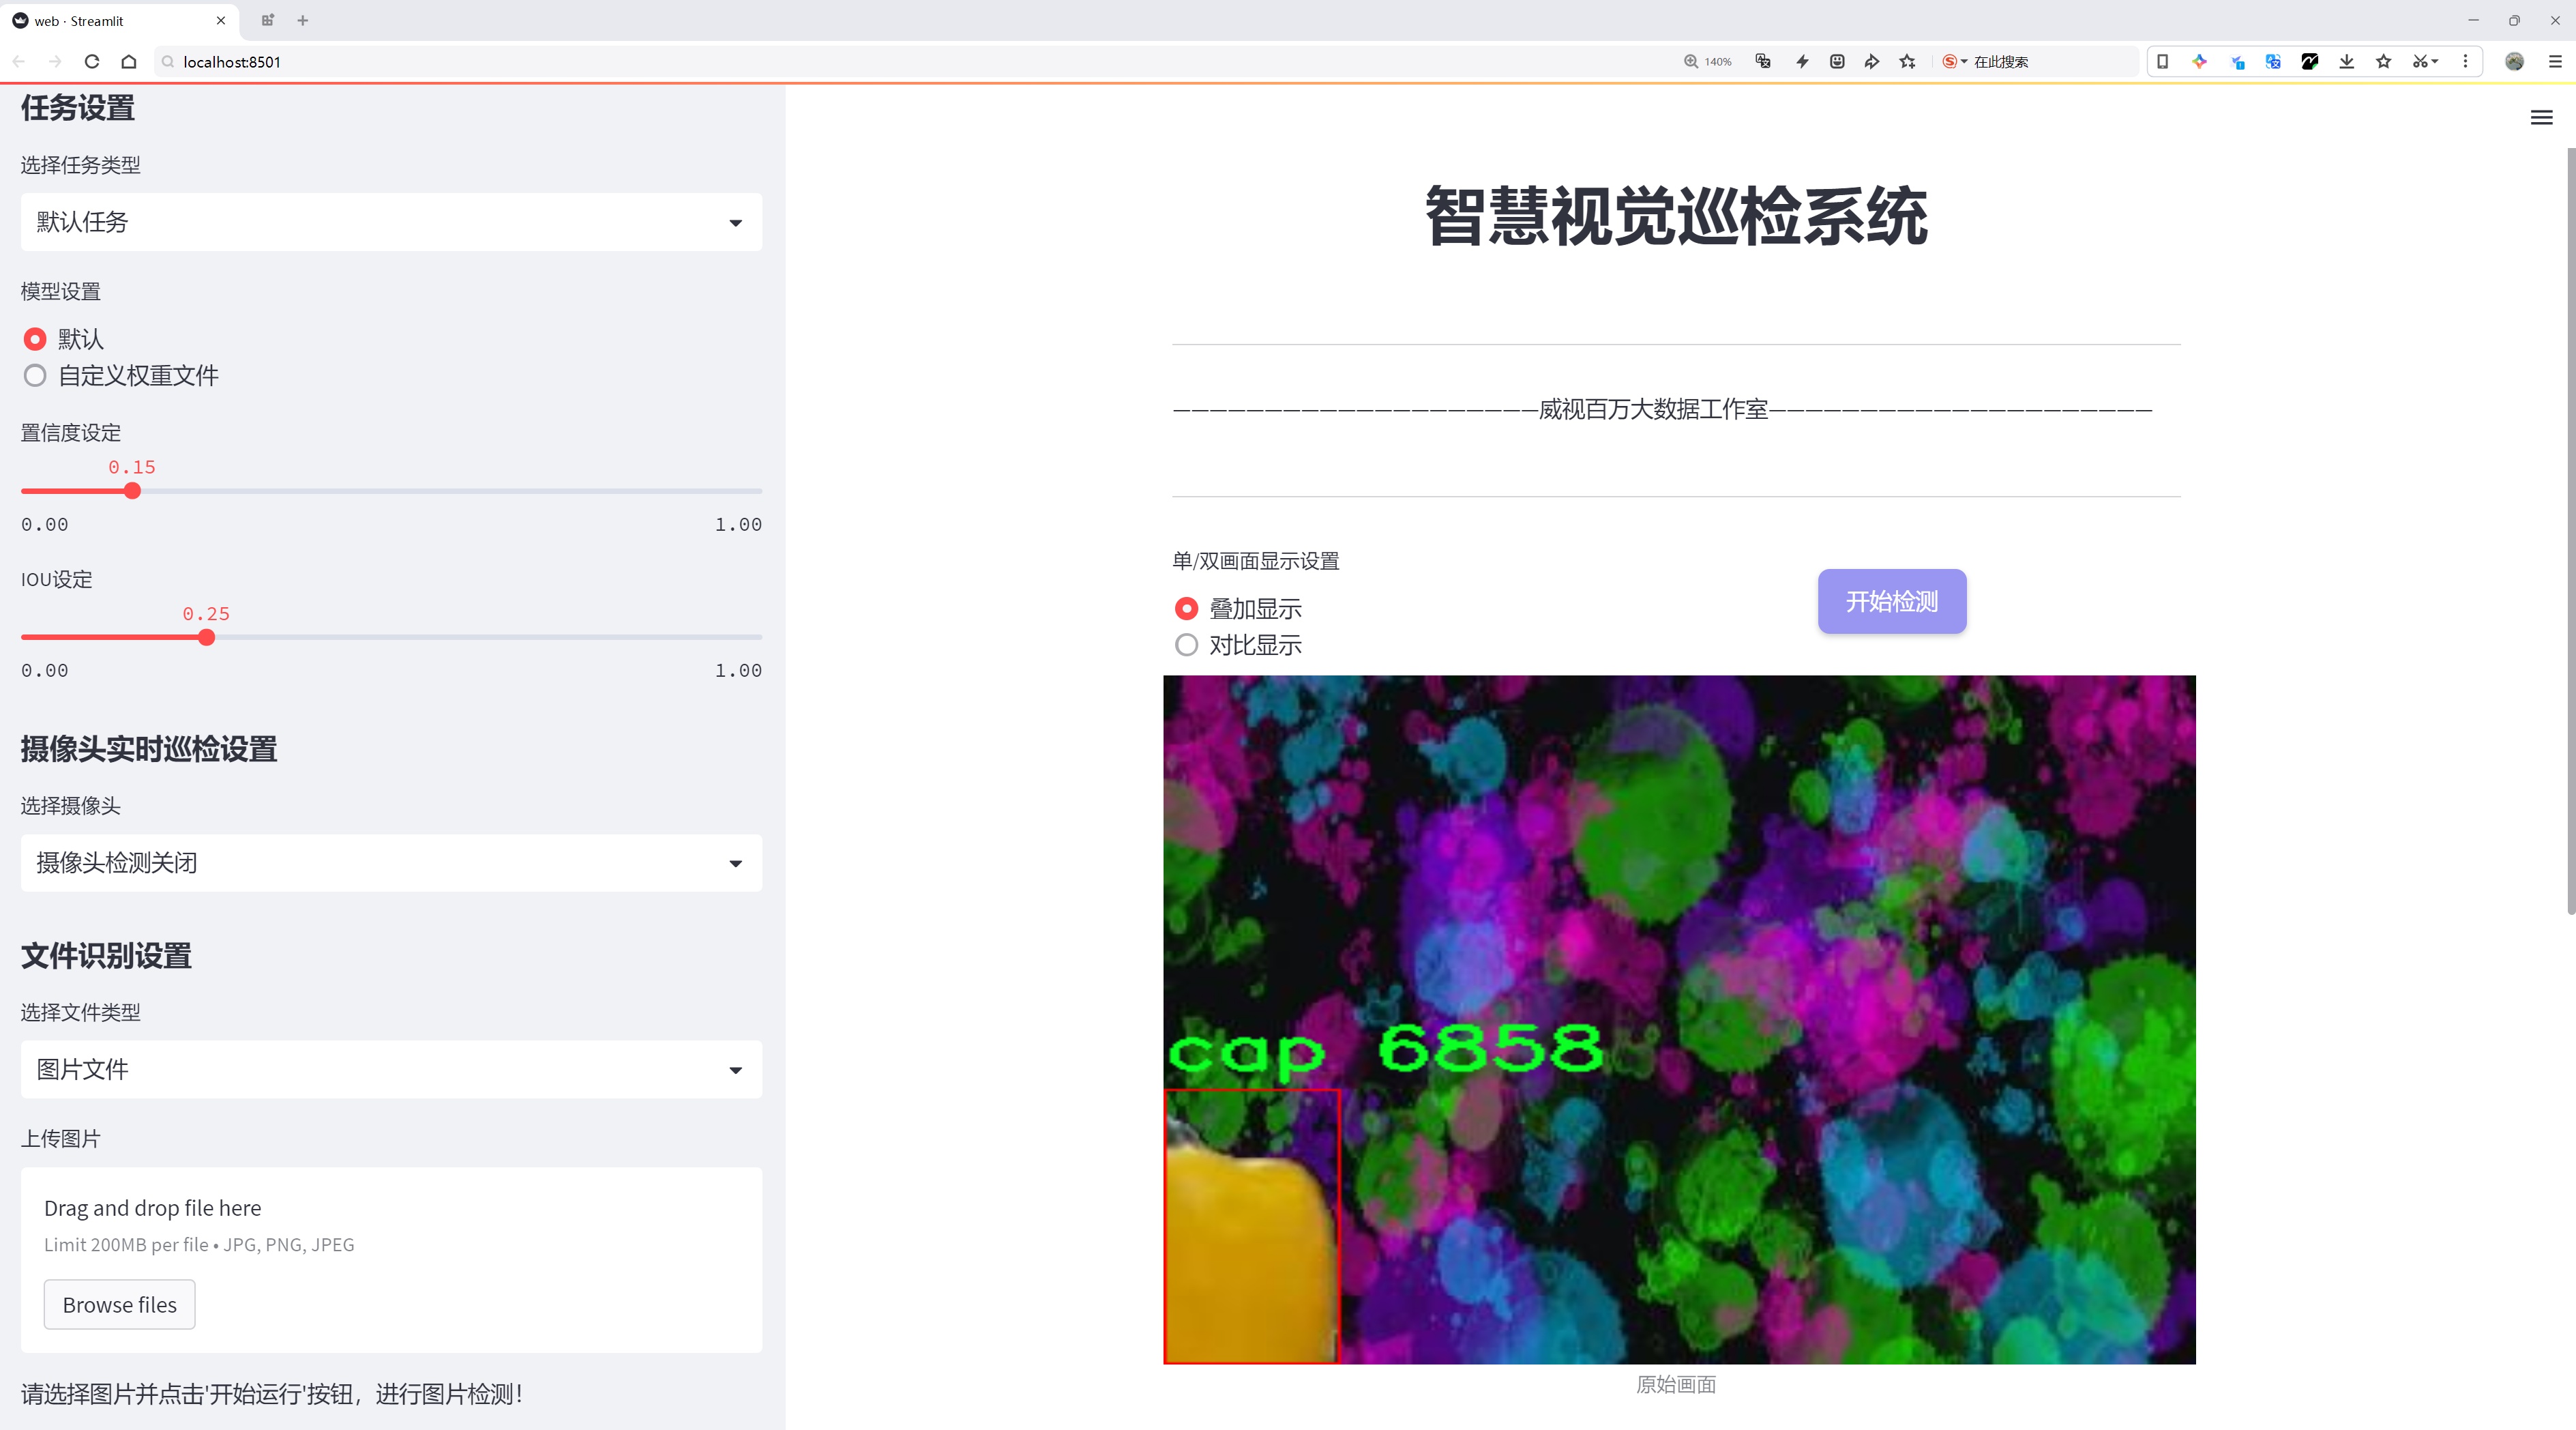 web · Streamlit
localhost:8501
140%
在此搜索
任务设置
选择任务类型
默认任务
模型设置
默认
自定义权重文件
置信度设定
0.15
0.00 1.00
IOU设定
0.25
0.00 1.00
摄像头实时巡检设置
选择摄像头
摄像头检测关闭
文件识别设置
选择文件类型
图片文件
上传图片
Drag and drop file here
Limit 200MB per file • JPG, PNG, JPEG
Browse files
请选择图片并点击'开始运行'按钮，进行图片检测！
智慧视觉巡检系统
————————————————————威视百万大数据工作室—————————————————————
单/双画面显示设置
叠加显示
对比显示
开始检测
cap 6858
原始画面